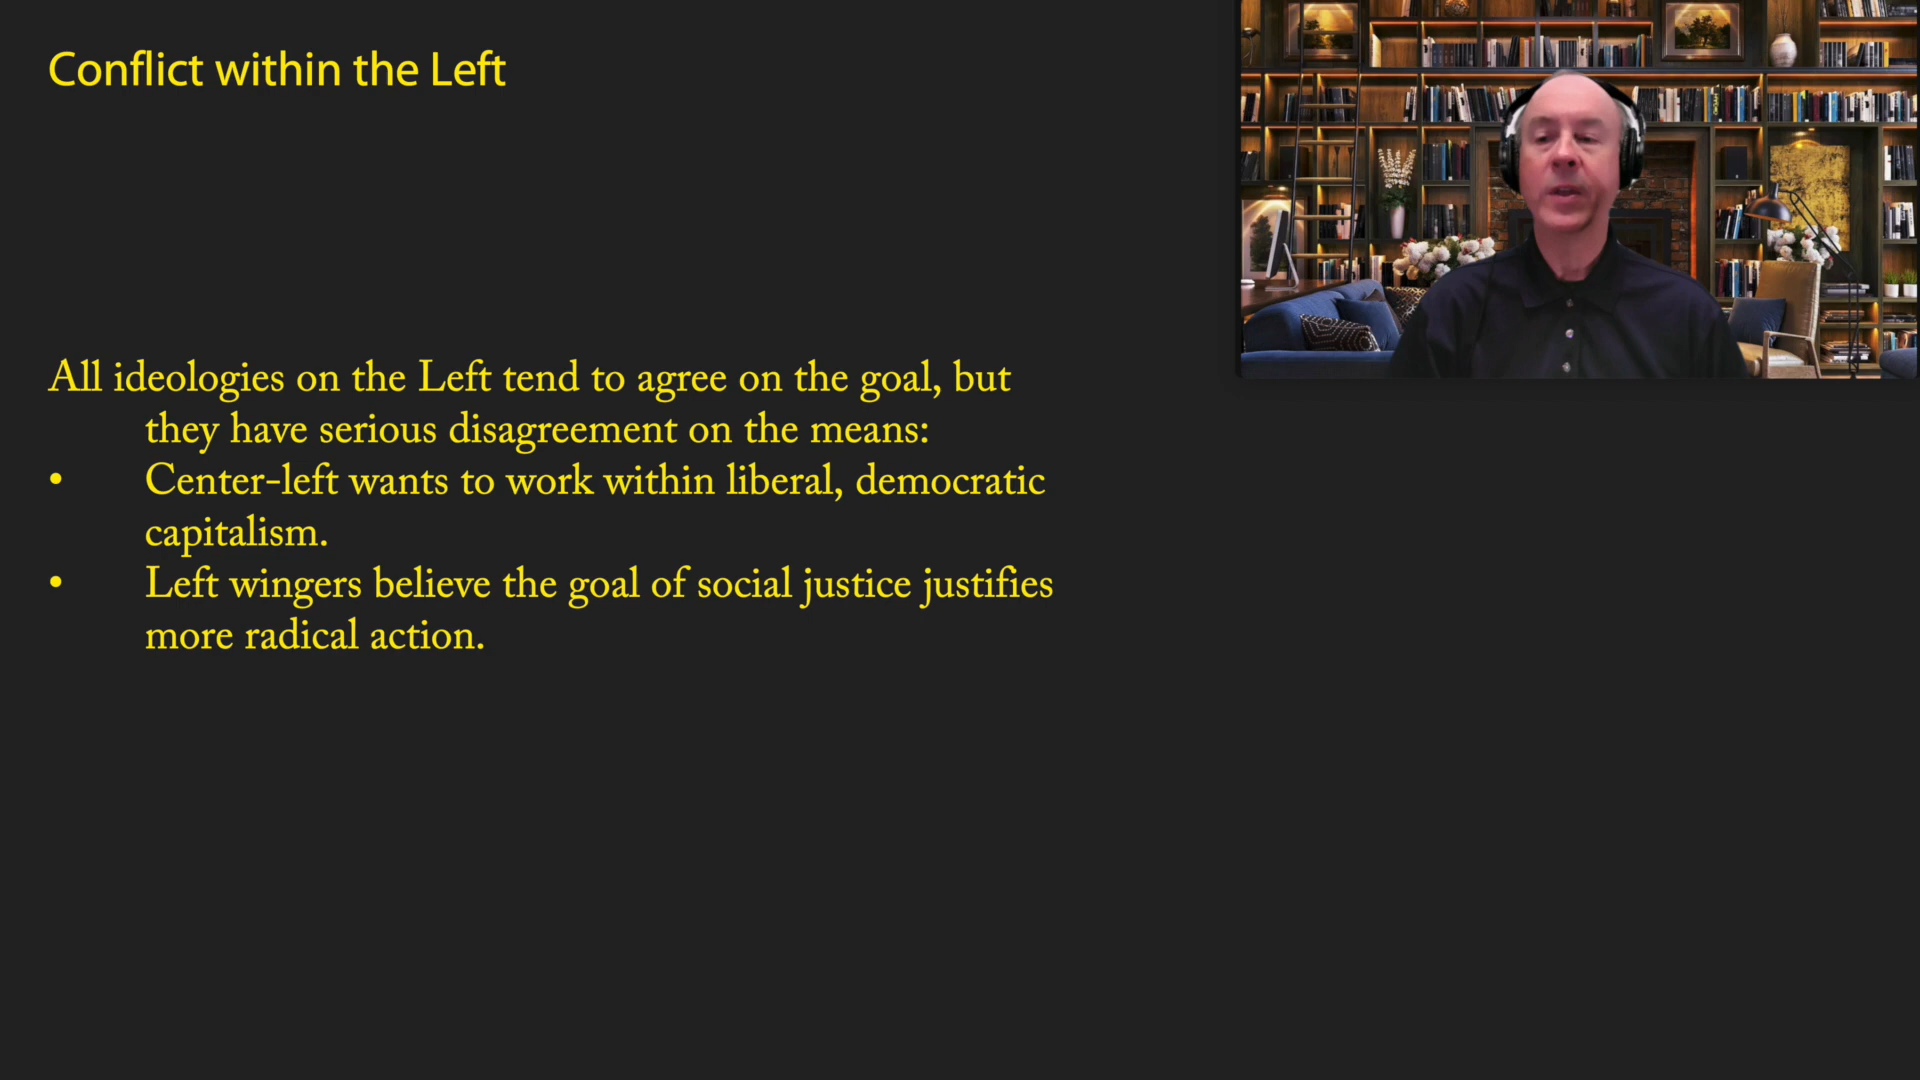 Conflict within the Left
All ideologies on the Left tend to agree on the goal, but
they have serious disagreement on the means:
• Center-left wants to work within liberal, democratic
capitalism.
• Left wingers believe the goal of social justice justifies
more radical action.